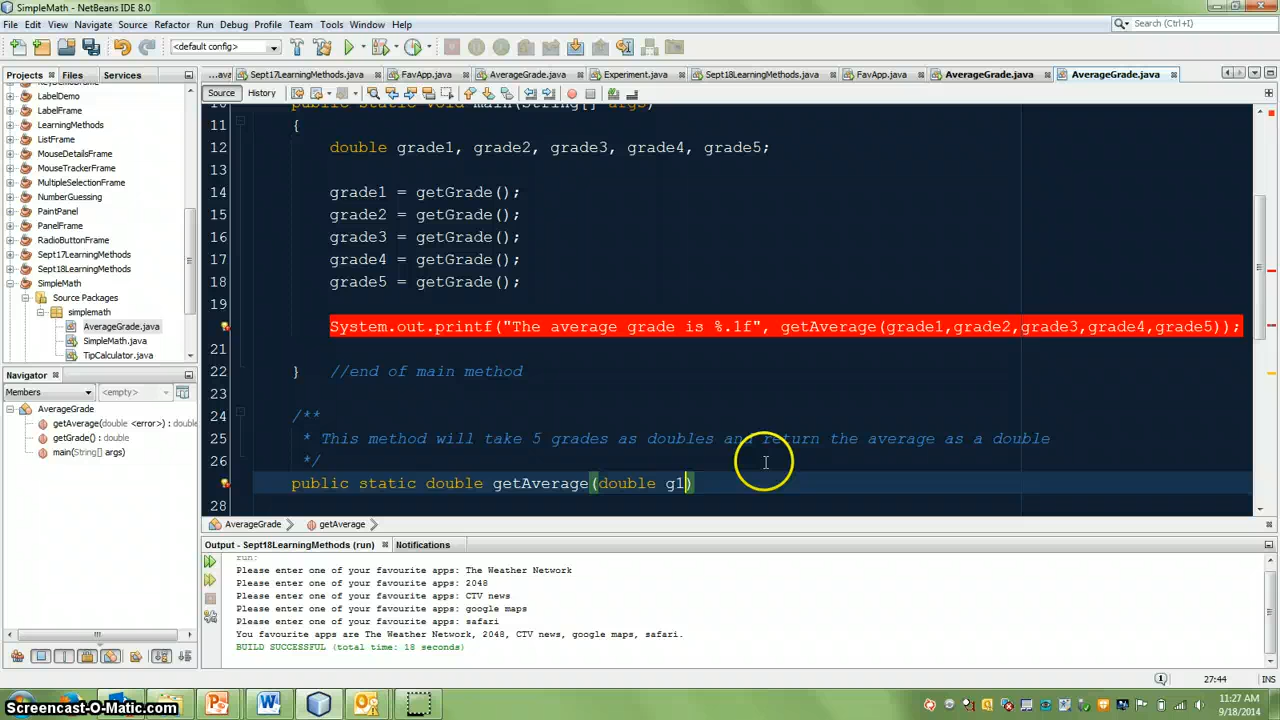 SimpleMath - NetBeans IDE 8.0
File Edit View Navigate Source Refactor Run Debug Profile Team Tools Window Help
Search (Ctrl+I)
<default config>
Projects Files Services
...ava Sept17LearningMethods.java FavApp.java AverageGrade.java Experiment.java Sept18LearningMethods.java FavApp.java AverageGrade.java AverageGrade.java
Source History
LabelDemo
LabelFrame
LearningMethods
ListFrame
MouseDetailsFrame
MouseTrackerFrame
MultipleSelectionFrame
NumberGuessing
PaintPanel
PanelFrame
RadioButtonFrame
Sept17LearningMethods
Sept18LearningMethods
SimpleMath
Source Packages
simplemath
AverageGrade.java
SimpleMath.java
TipCalculator.java
Navigator
Members <empty>
AverageGrade
getAverage(double <error>) : double
getGrade() : double
main(String[] args)
10 public static void main(String[] args)
11 {
12 double grade1, grade2, grade3, grade4, grade5;
13
14 grade1 = getGrade();
15 grade2 = getGrade();
16 grade3 = getGrade();
17 grade4 = getGrade();
18 grade5 = getGrade();
19
System.out.printf("The average grade is %.1f", getAverage(grade1,grade2,grade3,grade4,grade5));
21
22 } //end of main method
23
24 /**
25 * This method will take 5 grades as doubles and return the average as a double
26 */
public static double getAverage(double g1)
28
AverageGrade getAverage
Output - Sept18LearningMethods (run) Notifications
run:
Please enter one of your favourite apps: The Weather Network
Please enter one of your favourite apps: 2048
Please enter one of your favourite apps: CTV news
Please enter one of your favourite apps: google maps
Please enter one of your favourite apps: safari
You favourite apps are The Weather Network, 2048, CTV news, google maps, safari.
BUILD SUCCESSFUL (total time: 18 seconds)
27:44 INS
Screencast-O-Matic.com
11:27 AM
9/18/2014